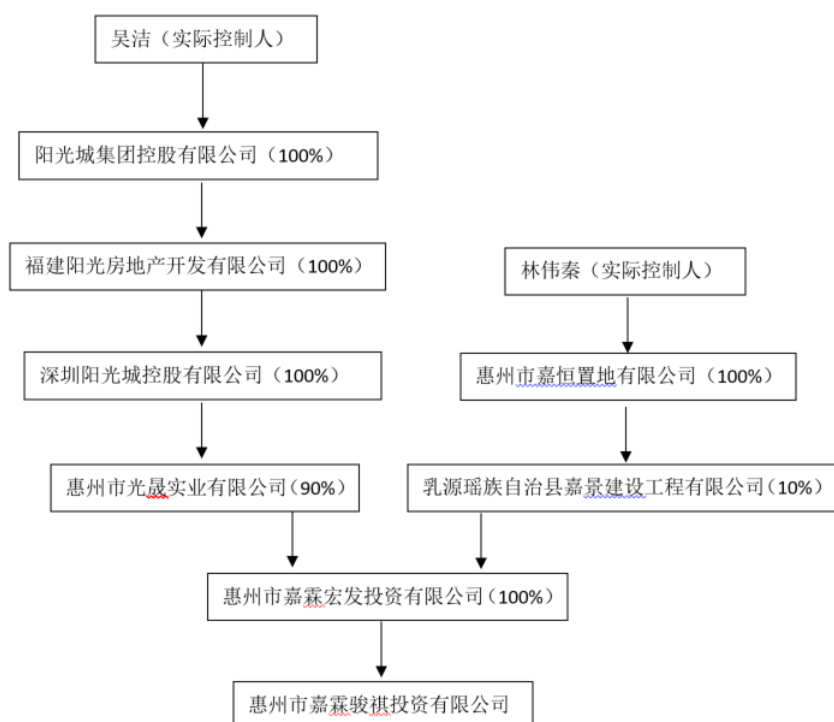 吴洁（实际控制人）
阳光城集团控股有限公司（100%）
福建阳光房地产开发有限公司（100%）
林伟秦（实际控制人）
深圳阳光城控股有限公司（100%）
惠州市嘉恒置地有限公司（100%）
惠州市光晟实业有限公司（90%）
乳源瑶族自治县嘉景建设工程有限公司（10%）
惠州市嘉霖宏发投资有限公司（100%）
惠州市嘉霖骏祺投资有限公司